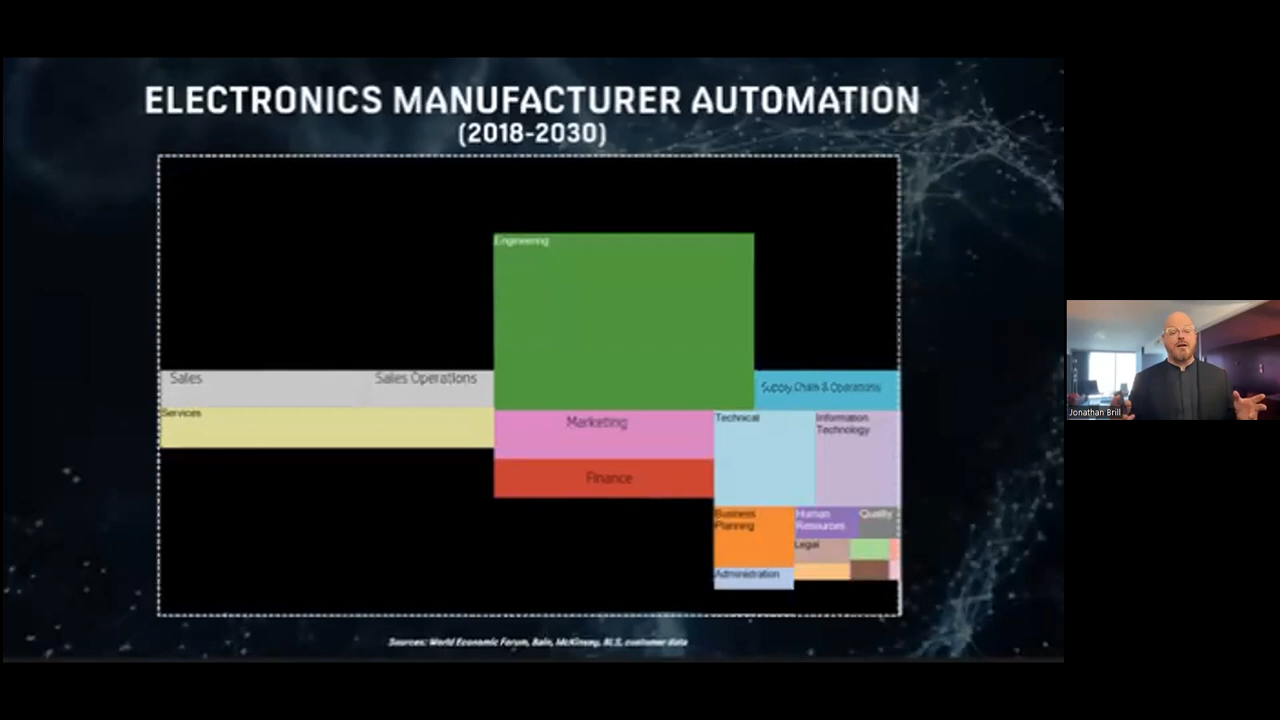 ELECTRONICS MANUFACTURER AUTOMATION
(2018-2030)
Engineering
Sales
Sales Operations
Supply Chain & Operations
Services
Marketing
Technical
Information
Technology
Finance
Business
Planning
Human
Resources
Quality
Legal
Administration
Jonathan Brill
Sources: World Economic Forum, Bain, McKinsey, BLS, customer data